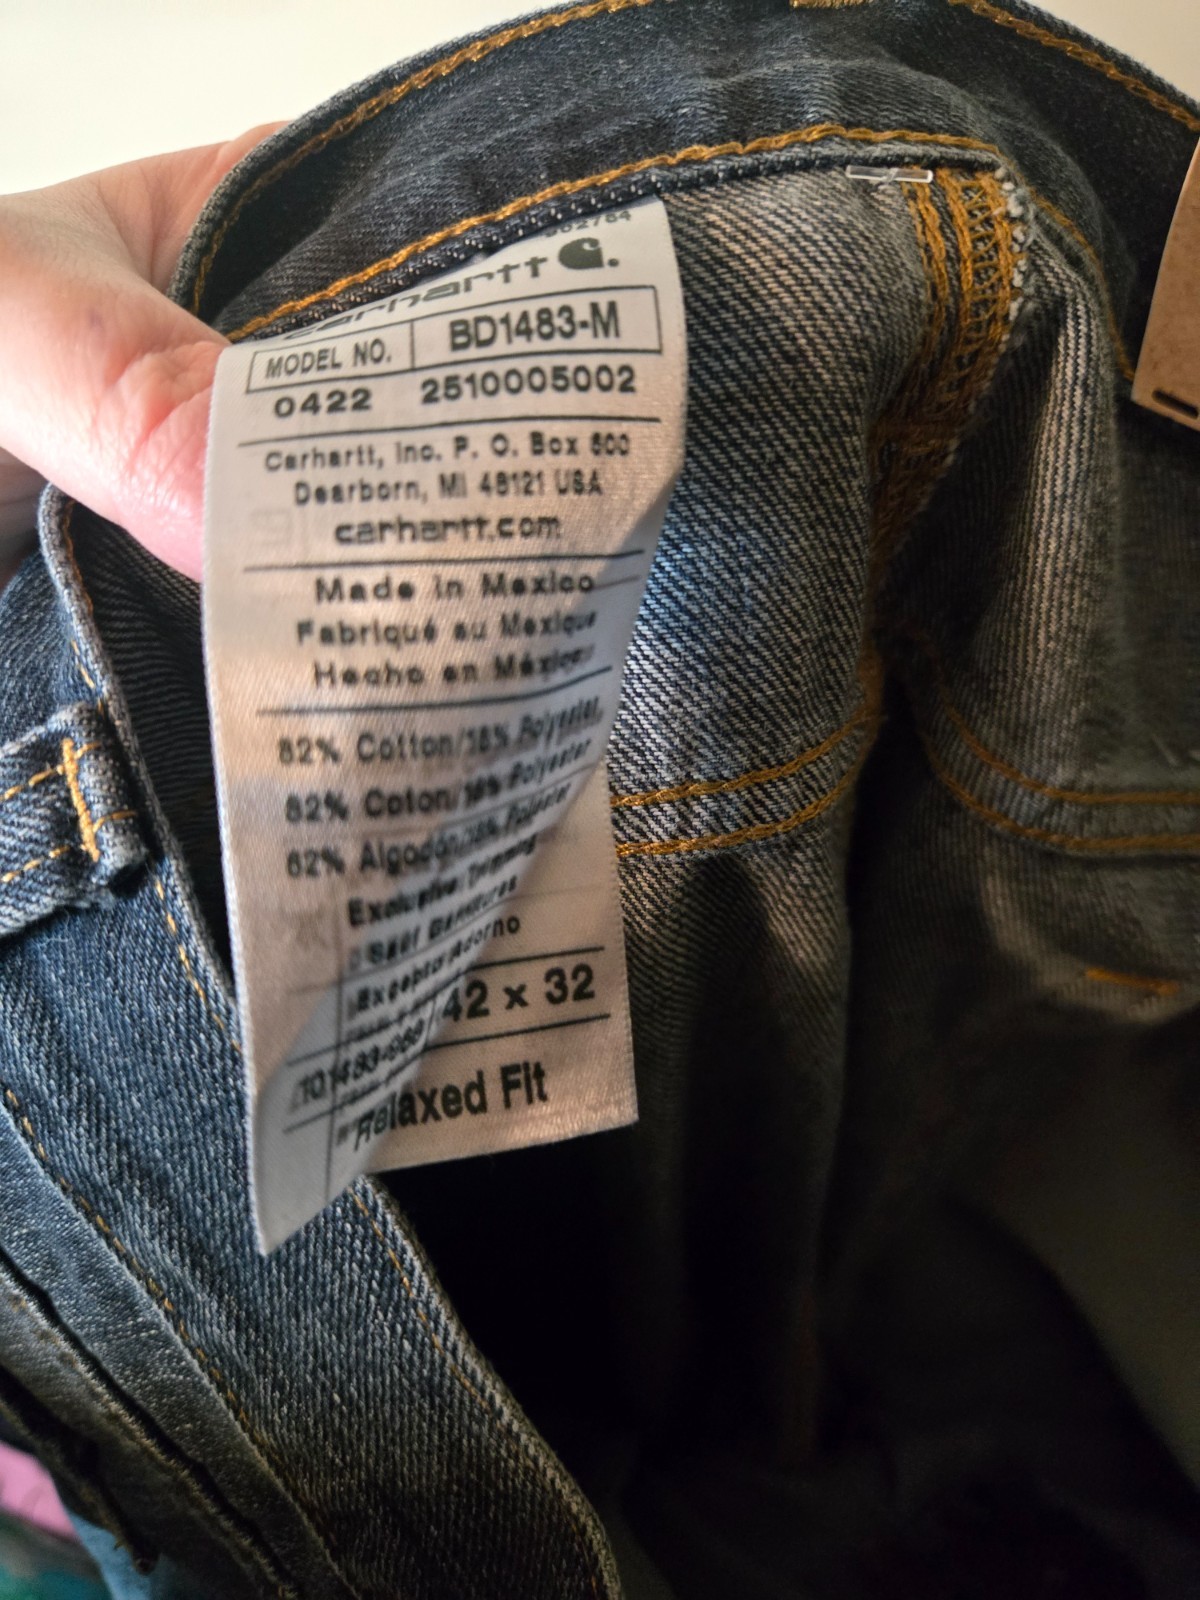 carhartt
MODEL NO. BD1483-M
0422 2510005002
Carhartt, Inc. P. O. Box 600
Dearborn, MI 48121 USA
carhartt.com
Made in Mexico
Fabriqué au Mexique
Hecho en México
82% Cotton/18% Polyester
82% Coton/18% Polyester
82% Algodón/18% Poliester
Exclusive Trimming
Sauf Garnitures
Excepto Adorno
42 x 32
Relaxed Fit